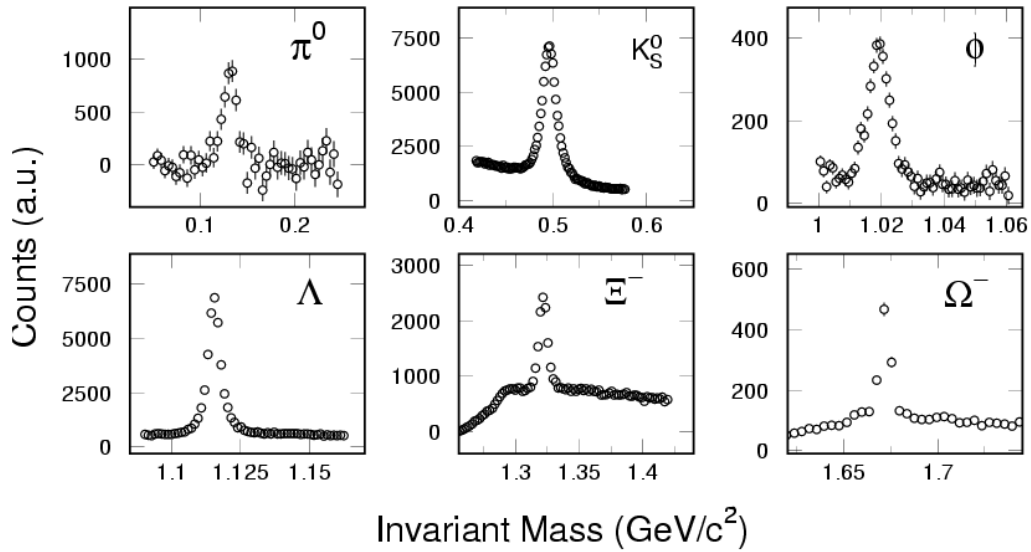 π⁰
1000
500
0
0.1 0.2
K⁰S
7500
5000
2500
0
0.4 0.5 0.6
ϕ
400
200
0
1 1.02 1.04 1.06
Counts (a.u.)
Λ
7500
5000
2500
0
1.1 1.125 1.15
Ξ⁻
3000
2000
1000
0
1.3 1.35 1.4
Ω⁻
600
400
200
0
1.65 1.7
Invariant Mass (GeV/c²)